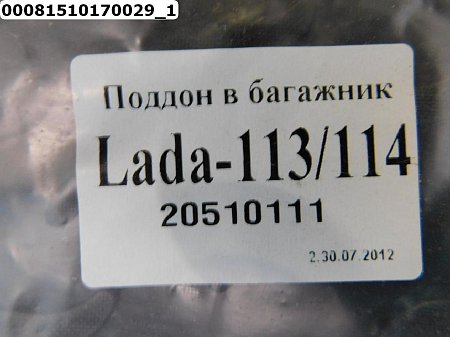 00081510170029_1
Поддон в багажник
Lada-113/114
20510111
2.30.07.2012